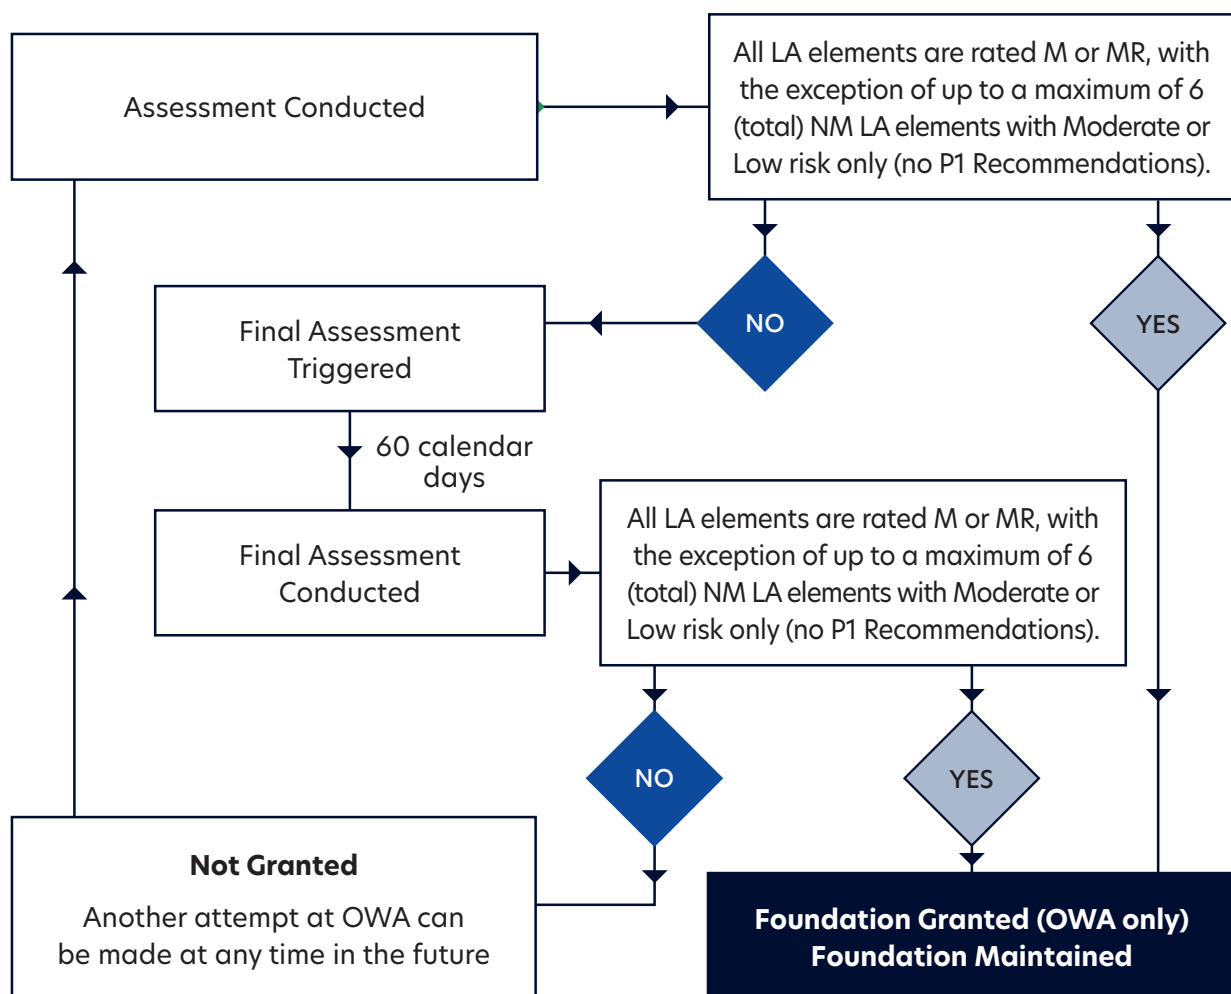 Assessment Conducted
All LA elements are rated M or MR, with
the exception of up to a maximum of 6
(total) NM LA elements with Moderate or
Low risk only (no P1 Recommendations).
NO
YES
Final Assessment
Triggered
60 calendar
days
Final Assessment
Conducted
All LA elements are rated M or MR, with
the exception of up to a maximum of 6
(total) NM LA elements with Moderate or
Low risk only (no P1 Recommendations).
NO
YES
Not Granted
Another attempt at OWA can
be made at any time in the future
Foundation Granted (OWA only)
Foundation Maintained